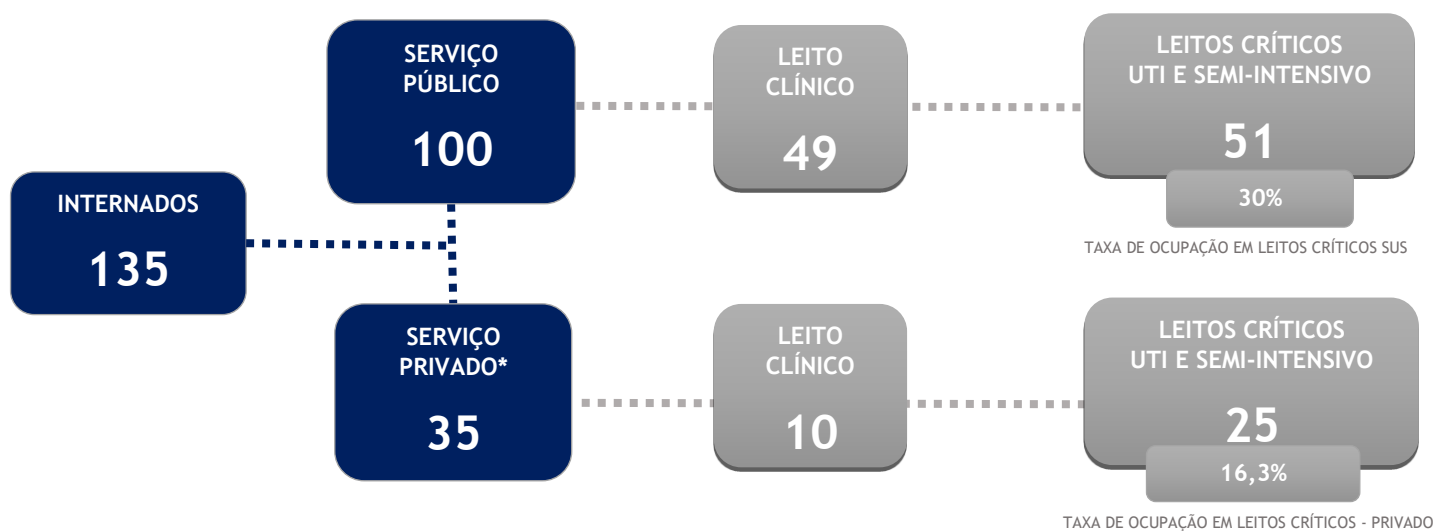 INTERNADOS
135
SERVIÇO
PÚBLICO
100
LEITO
CLÍNICO
49
LEITOS CRÍTICOS
UTI E SEMI-INTENSIVO
51
30%
TAXA DE OCUPAÇÃO EM LEITOS CRÍTICOS SUS
SERVIÇO
PRIVADO*
35
LEITO
CLÍNICO
10
LEITOS CRÍTICOS
UTI E SEMI-INTENSIVO
25
16,3%
TAXA DE OCUPAÇÃO EM LEITOS CRÍTICOS - PRIVADO